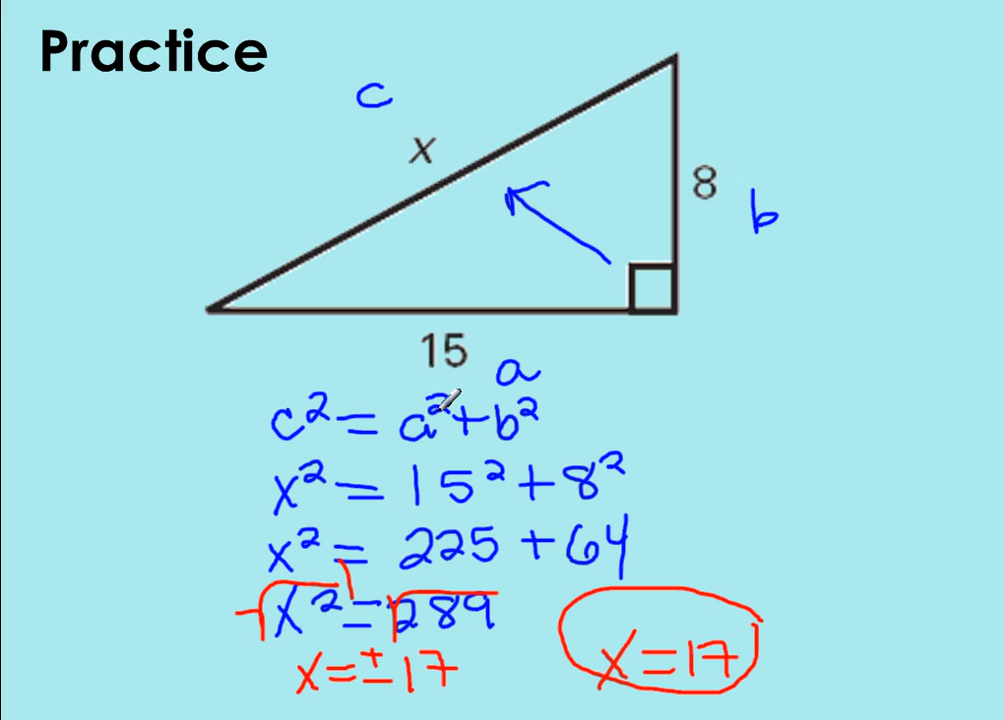 Practice
c
x
8
b
15
a
c² = a² + b²
x² = 15² + 8²
x² = 225 + 64
√x² = √289
x = ±17
x = 17